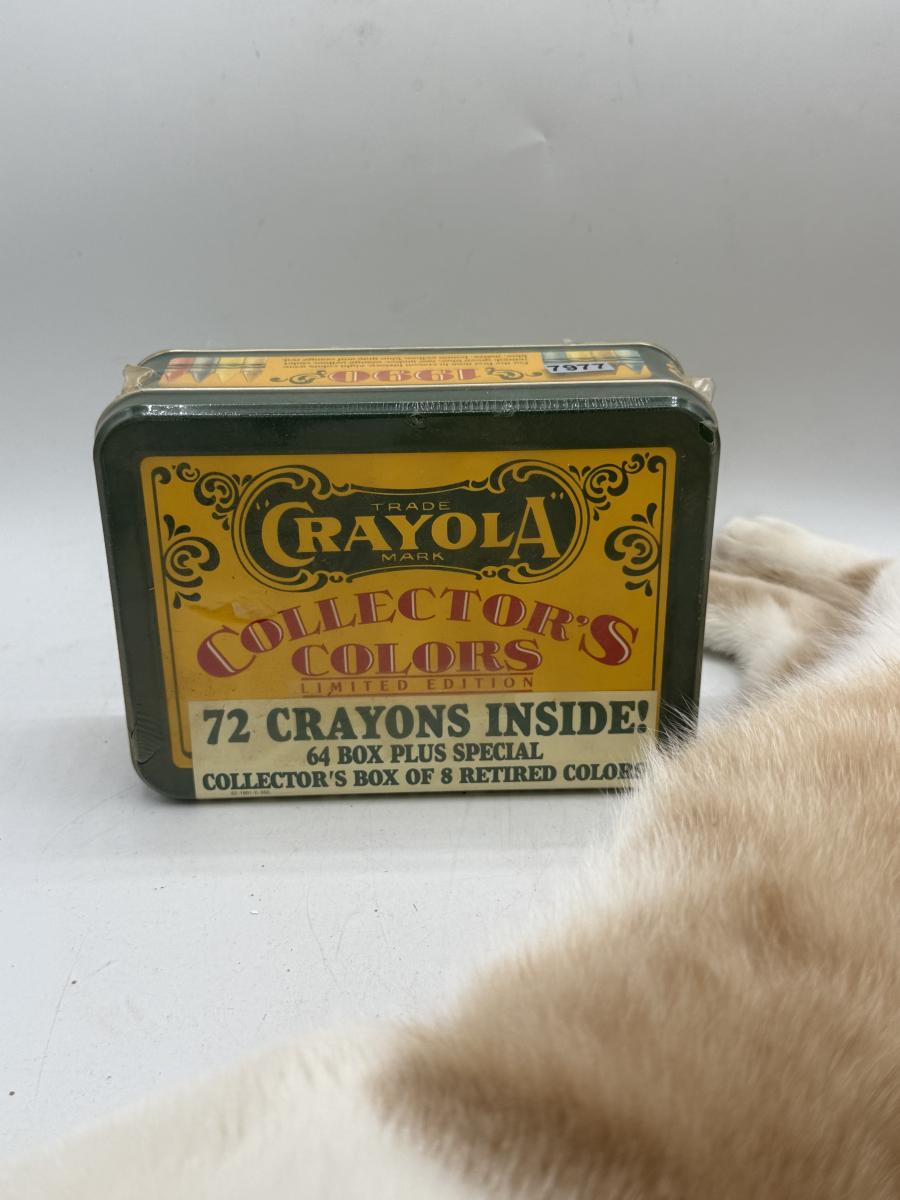 1990
7977
"CRAYOLA"
TRADE
MARK
COLLECTOR'S
COLORS
LIMITED EDITION
72 CRAYONS INSIDE!
64 BOX PLUS SPECIAL
COLLECTOR'S BOX OF 8 RETIRED COLORS